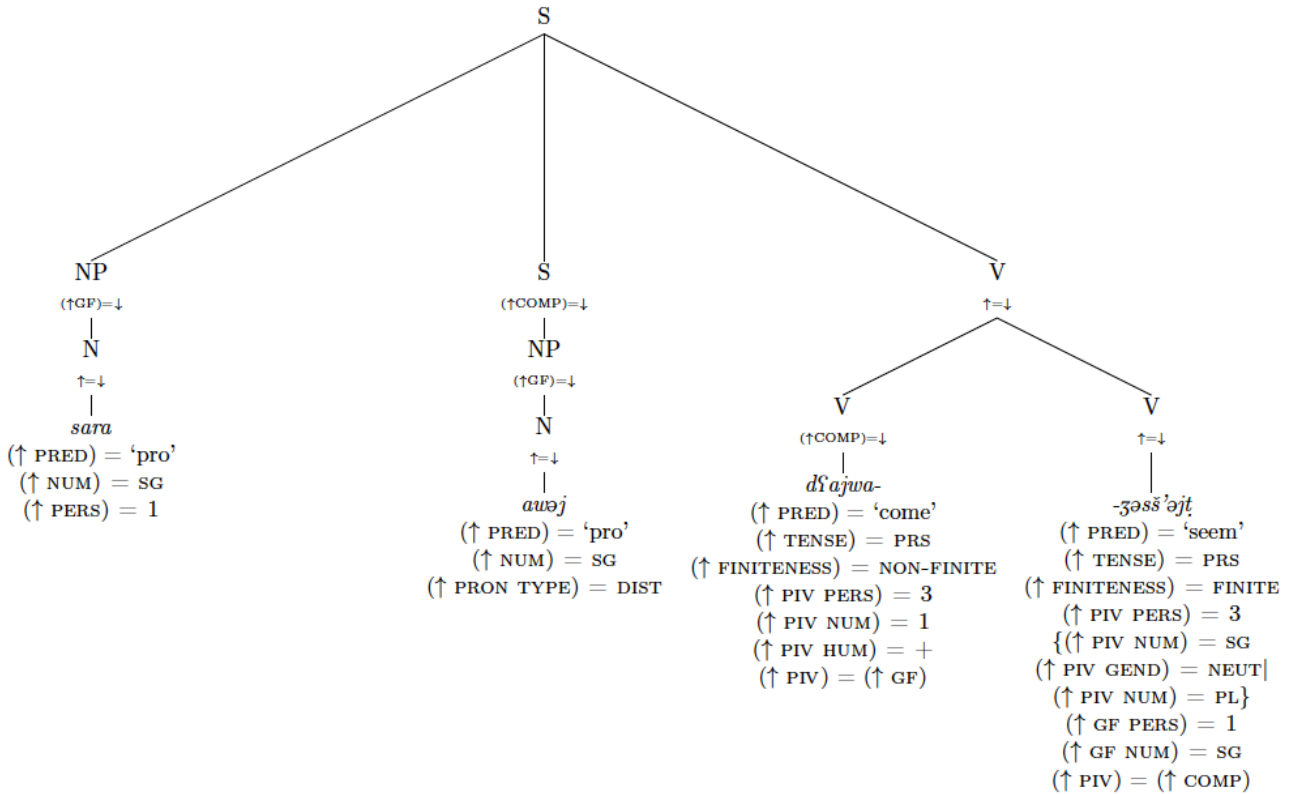 S
NP
(↑GF)=↓
N
↑=↓
sara
(↑ PRED) = ‘pro’
(↑ NUM) = SG
(↑ PERS) = 1
S
(↑COMP)=↓
NP
(↑GF)=↓
N
↑=↓
awəj
(↑ PRED) = ‘pro’
(↑ NUM) = SG
(↑ PRON TYPE) = DIST
V
↑=↓
V
(↑COMP)=↓
dʕajwa-
(↑ PRED) = ‘come’
(↑ TENSE) = PRS
(↑ FINITENESS) = NON-FINITE
(↑ PIV PERS) = 3
(↑ PIV NUM) = 1
(↑ PIV HUM) = +
(↑ PIV) = (↑ GF)
V
↑=↓
-ʒəsš’əjṭ
(↑ PRED) = ‘seem’
(↑ TENSE) = PRS
(↑ FINITENESS) = FINITE
(↑ PIV PERS) = 3
{(↑ PIV NUM) = SG
(↑ PIV GEND) = NEUT|
(↑ PIV NUM) = PL}
(↑ GF PERS) = 1
(↑ GF NUM) = SG
(↑ PIV) = (↑ COMP)